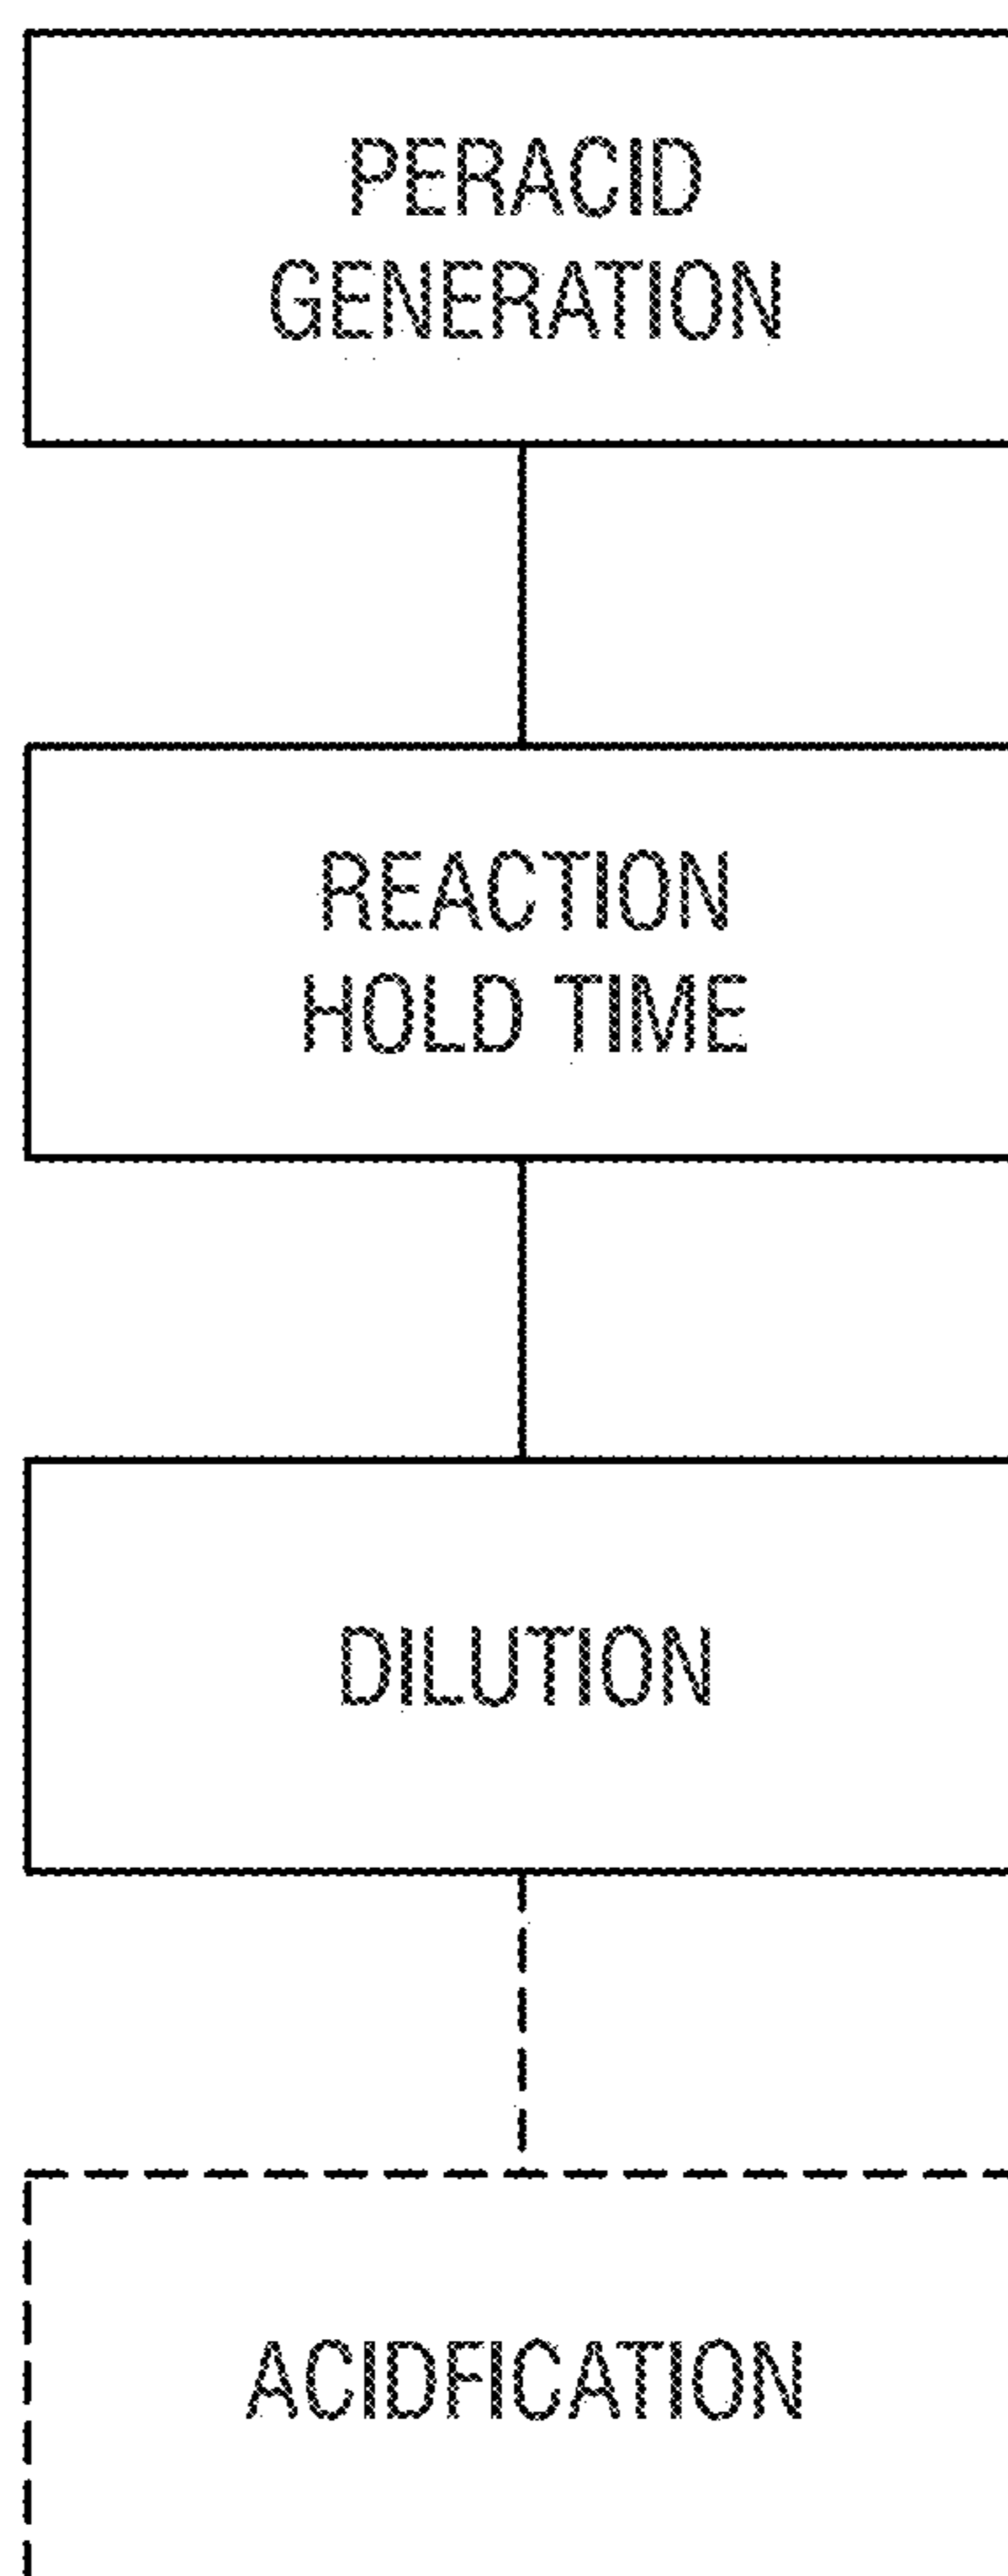 PERACID
GENERATION
REACTION
HOLD TIME
DILUTION
ACIDFICATION